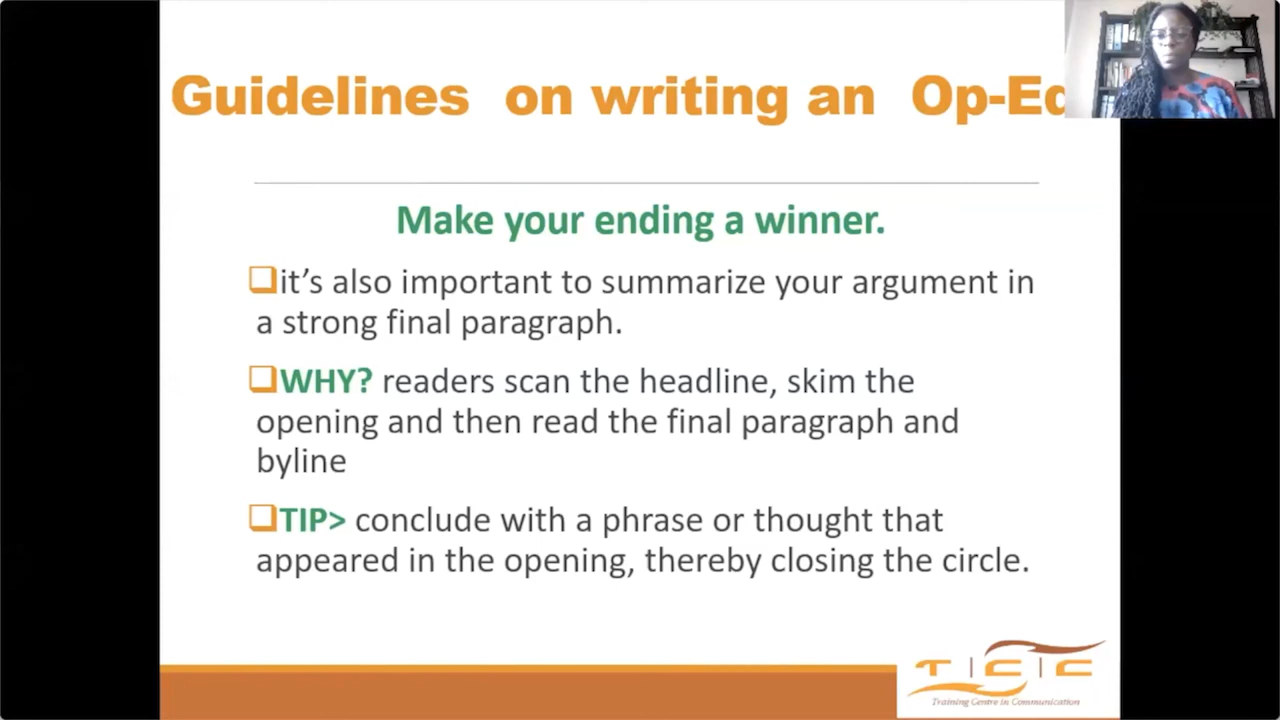 Guidelines on writing an Op-Ed
Make your ending a winner.
it's also important to summarize your argument in
a strong final paragraph.
WHY? readers scan the headline, skim the
opening and then read the final paragraph and
byline
TIP> conclude with a phrase or thought that
appeared in the opening, thereby closing the circle.
T|C|C
Training Centre in Communication